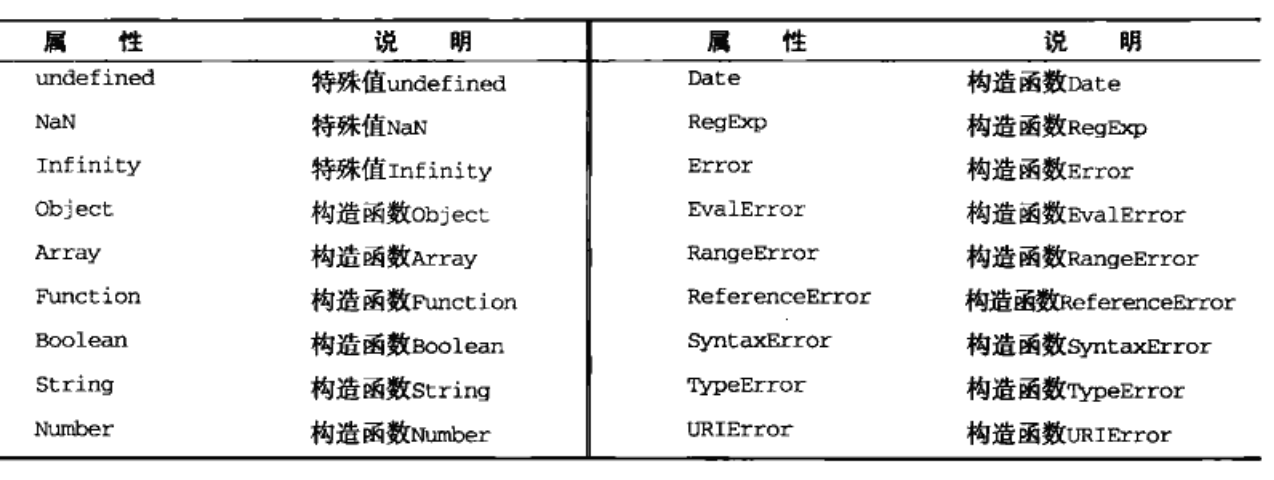 属 性 说 明 属 性 说 明
undefined 特殊值undefined Date 构造函数Date
NaN 特殊值NaN RegExp 构造函数RegExp
Infinity 特殊值Infinity Error 构造函数Error
Object 构造函数Object EvalError 构造函数EvalError
Array 构造函数Array RangeError 构造函数RangeError
Function 构造函数Function ReferenceError 构造函数ReferenceError
Boolean 构造函数Boolean SyntaxError 构造函数SyntaxError
String 构造函数String TypeError 构造函数TypeError
Number 构造函数Number URIError 构造函数URIError